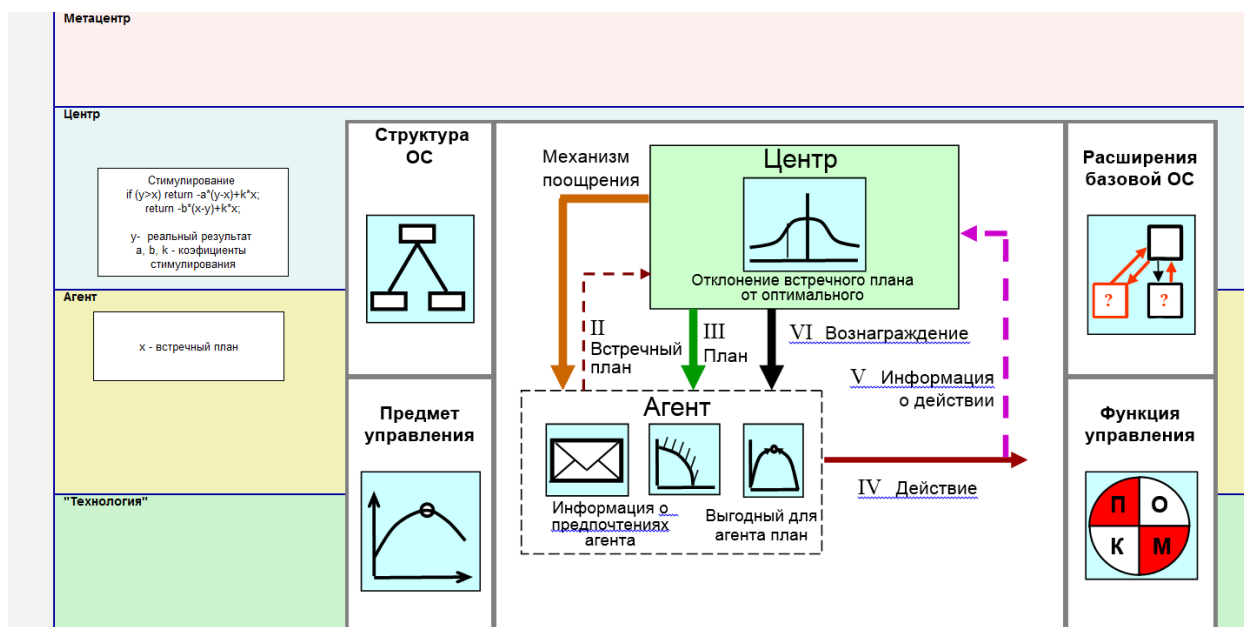 Метацентр
Центр
Стимулирование
if (y>x) return -a*(y-x)+k*x;
return -b*(x-y)+k*x;
y- реальный результат
a, b, k - коэфициенты
стимулирования
Агент
x - встречный план
"Технология"
Структура
ОС
Предмет
управления
Механизм
поощрения
Центр
Отклонение встречного плана
от оптимального
II
Встречный
план
III
План
VI Вознаграждение
V Информация
о действии
Агент
Информация о
предпочтениях
агента
Выгодный для
агента план
IV Действие
Расширения
базовой ОС
?
?
Функция
управления
П О
К М